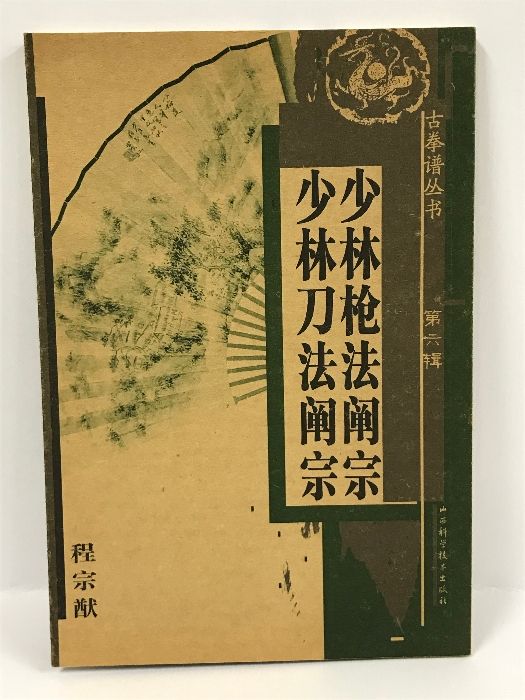 古拳谱丛书
第六辑
少林枪法阐宗
少林刀法阐宗
程宗猷
山西科学技术出版社